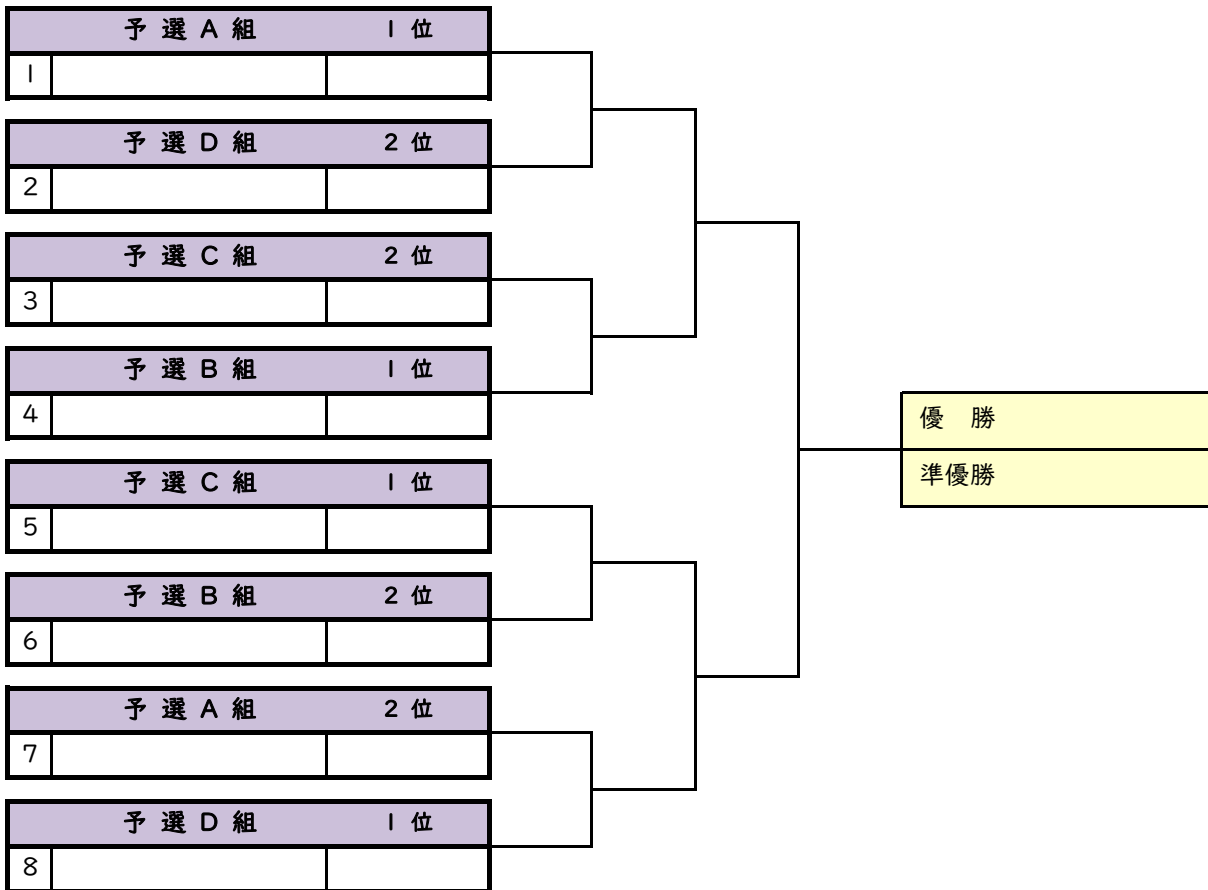 予 選 A 組 1 位
1
予 選 D 組 2 位
2
予 選 C 組 2 位
3
予 選 B 組 1 位
4
予 選 C 組 1 位
5
予 選 B 組 2 位
6
予 選 A 組 2 位
7
予 選 D 組 1 位
8
優　勝
準優勝